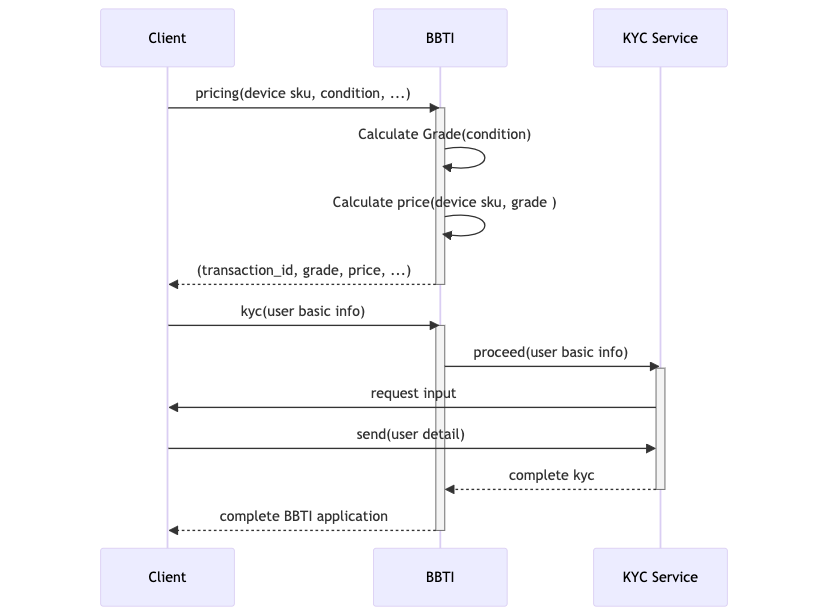 Client
BBTI
KYC Service
pricing(device sku, condition, ...)
Calculate Grade(condition)
Calculate price(device sku, grade )
(transaction_id, grade, price, ...)
kyc(user basic info)
proceed(user basic info)
request input
send(user detail)
complete kyc
complete BBTI application
Client
BBTI
KYC Service